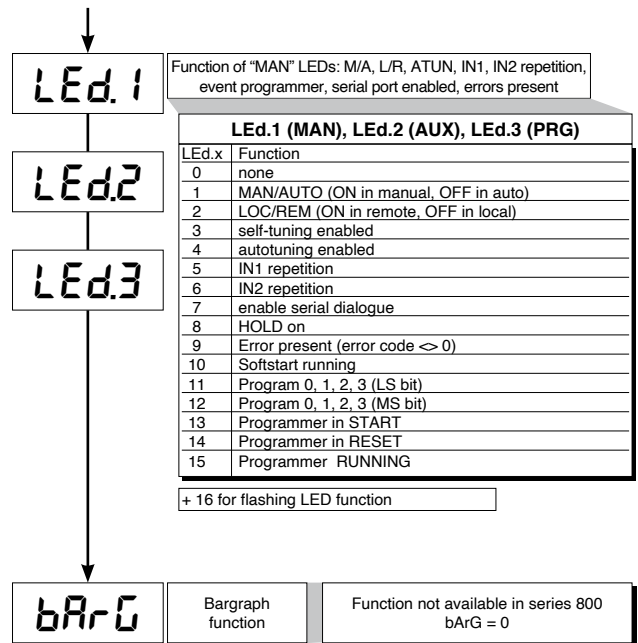 LEd.1
Function of “MAN” LEDs: M/A, L/R, ATUN, IN1, IN2 repetition,
event programmer, serial port enabled, errors present
LEd.1 (MAN), LEd.2 (AUX), LEd.3 (PRG)
LEd.x Function
0 none
1 MAN/AUTO (ON in manual, OFF in auto)
LEd.2
2 LOC/REM (ON in remote, OFF in local)
3 self-tuning enabled
4 autotuning enabled
LEd.3
5 IN1 repetition
6 IN2 repetition
7 enable serial dialogue
8 HOLD on
9 Error present (error code <> 0)
10 Softstart running
11 Program 0, 1, 2, 3 (LS bit)
12 Program 0, 1, 2, 3 (MS bit)
13 Programmer in START
14 Programmer in RESET
15 Programmer RUNNING
+ 16 for flashing LED function
bArG
Bargraph
function
Function not available in series 800
bArG = 0